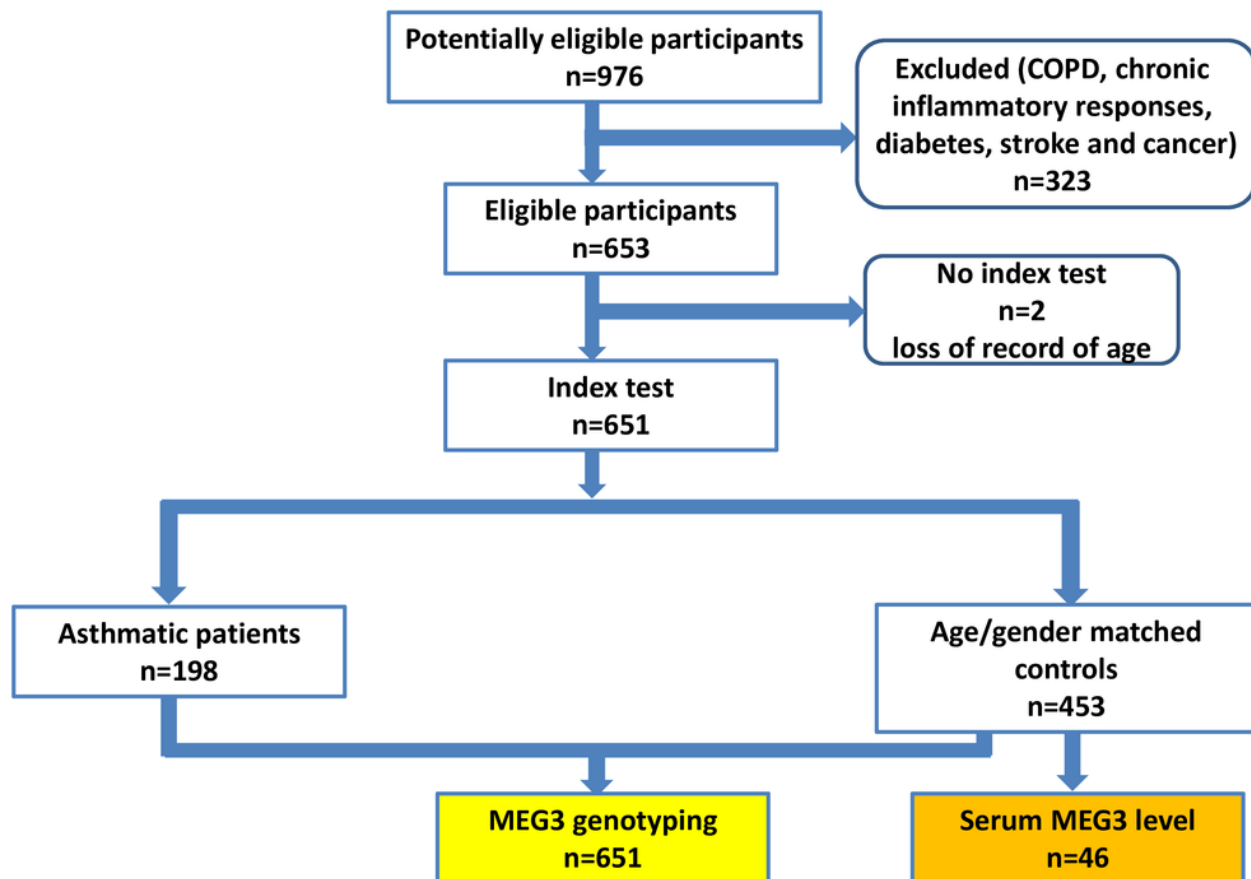 Potentially eligible participants
n=976
Excluded (COPD, chronic
inflammatory responses,
diabetes, stroke and cancer)
n=323
Eligible participants
n=653
No index test
n=2
loss of record of age
Index test
n=651
Asthmatic patients
n=198
Age/gender matched
controls
n=453
MEG3 genotyping
n=651
Serum MEG3 level
n=46